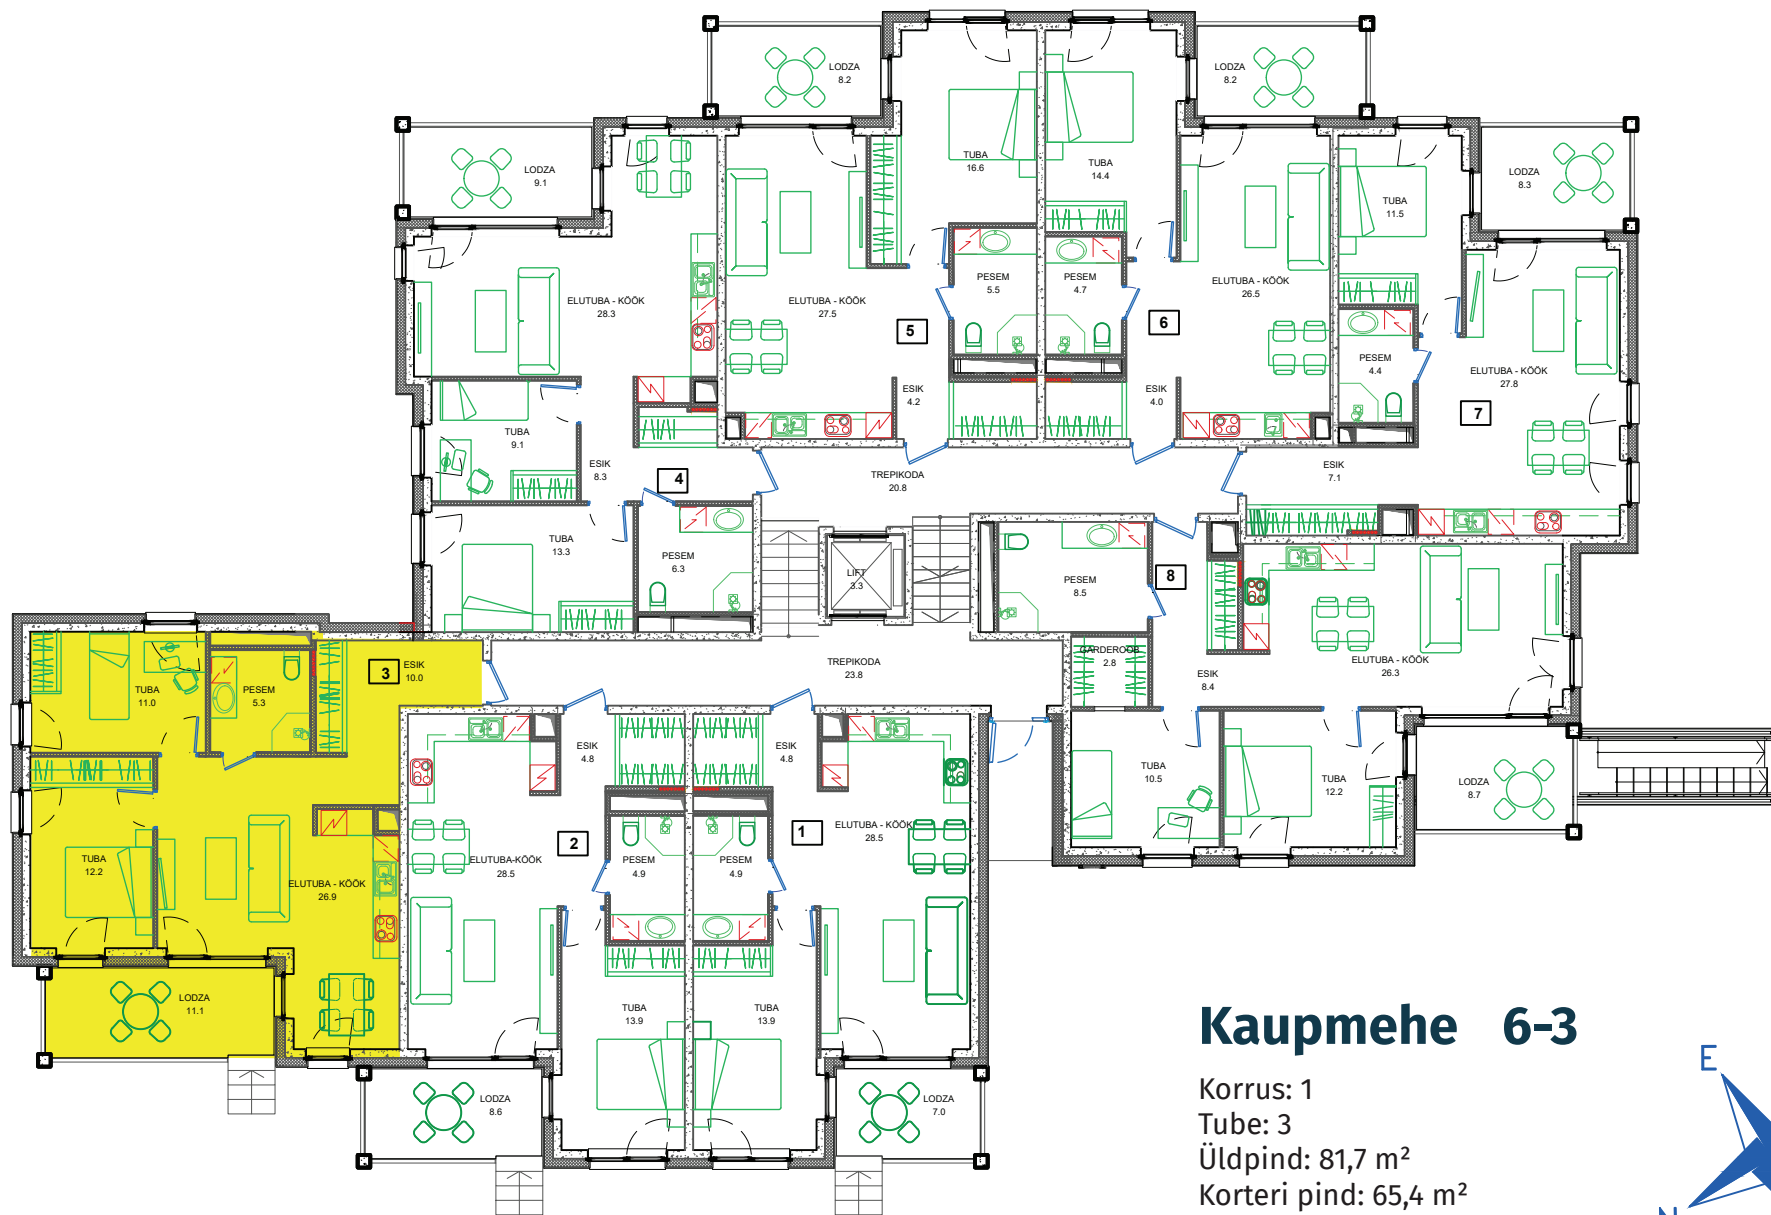 LODZA
8.2
LODZA
8.2
LODZA
9.1
TUBA
16.6
TUBA
14.4
LODZA
8.3
TUBA
11.5
PESEM
5.5
PESEM
4.7
ELUTUBA - KÖÖK
28.3
ELUTUBA - KÖÖK
27.5
5
6
ELUTUBA - KÖÖK
26.5
PESEM
4.4
ELUTUBA - KÖÖK
27.8
7
ESIK
4.2
ESIK
4.0
TUBA
9.1
ESIK
8.3
4
TREPIKODA
20.8
ESIK
7.1
TUBA
13.3
PESEM
6.3
LIFT
3.3
PESEM
8.5
8
GARDEROOB
2.8
ELUTUBA - KÖÖK
26.3
3
ESIK
10.0
TREPIKODA
23.8
ESIK
8.4
TUBA
11.0
PESEM
5.3
ESIK
4.8
ESIK
4.8
TUBA
10.5
TUBA
12.2
LODZA
8.7
TUBA
12.2
ELUTUBA - KÖÖK
26.9
ELUTUBA-KÖÖK
28.5
2
PESEM
4.9
PESEM
4.9
1
ELUTUBA - KÖÖK
28.5
LODZA
11.1
TUBA
13.9
TUBA
13.9
LODZA
8.6
LODZA
7.0
Kaupmehe 6-3
Korrus: 1
Tube: 3
Üldpind: 81,7 m²
Korteri pind: 65,4 m²
E